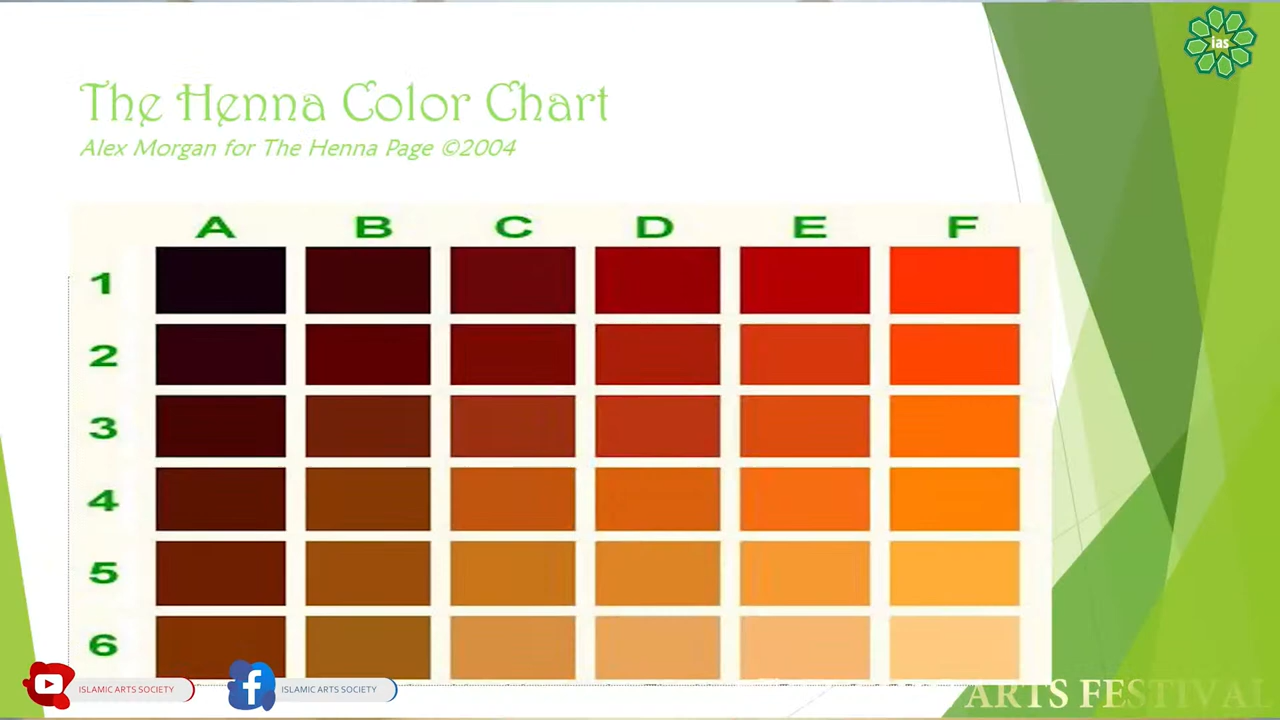 ias
The Henna Color Chart
Alex Morgan for The Henna Page ©2004
A B C D E F
1
2
3
4
5
6
ISLAMIC ARTS SOCIETY
ISLAMIC ARTS SOCIETY
ARTS FESTIVAL